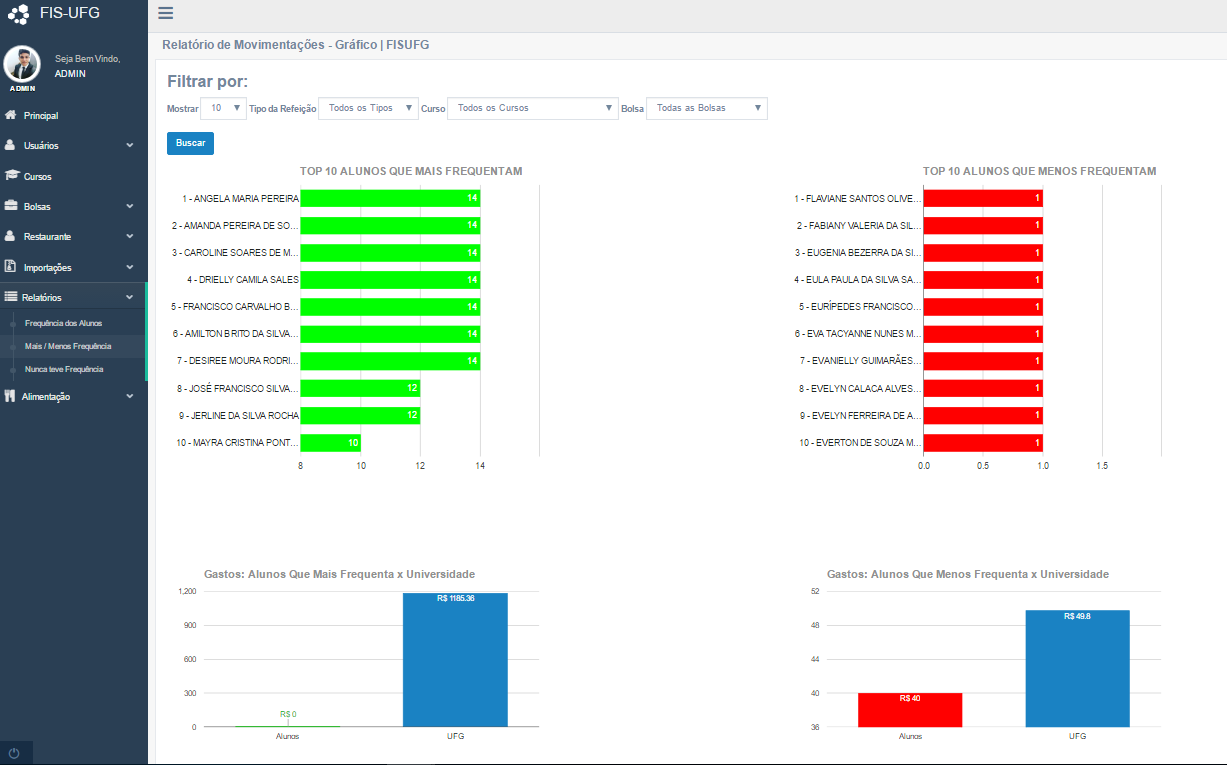 FIS-UFG
Seja Bem Vindo,
ADMIN
ADMIN
Principal
Usuários
Cursos
Bolsas
Restaurante
Importações
Relatórios
Frequência dos Alunos
Mais / Menos Frequência
Nunca teve Frequência
Alimentação
Relatório de Movimentações - Gráfico | FISUFG
Filtrar por:
Mostrar 10 Tipo da Refeição Todos os Tipos Curso Todos os Cursos Bolsa Todas as Bolsas
Buscar
TOP 10 ALUNOS QUE MAIS FREQUENTAM
1 - ANGELA MARIA PEREIRA 14
2 - AMANDA PEREIRA DE SO... 14
3 - CAROLINE SOARES DE M... 14
4 - DRIELLY CAMILA SALES 14
5 - FRANCISCO CARVALHO B... 14
6 - AMILTON BRITO DA SILVA... 14
7 - DESIREE MOURA RODRI... 14
8 - JOSÉ FRANCISCO SILVA... 12
9 - JERLINE DA SILVA ROCHA 12
10 - MAYRA CRISTINA PONT... 10
8 10 12 14
TOP 10 ALUNOS QUE MENOS FREQUENTAM
1 - FLAVIANE SANTOS OLIVE... 1
2 - FABIANY VALERIA DA SIL... 1
3 - EUGENIA BEZERRA DA SI... 1
4 - EULA PAULA DA SILVA SA... 1
5 - EURÍPEDES FRANCISCO... 1
6 - EVA TACYANNE NUNES M... 1
7 - EVANIELLY GUIMARÃES... 1
8 - EVELYN CALACA ALVES... 1
9 - EVELYN FERREIRA DE A... 1
10 - EVERTON DE SOUZA M... 1
0.0 0.5 1.0 1.5
Gastos: Alunos Que Mais Frequenta x Universidade
1,200
900
600
300
0
R$ 0
R$ 1185.36
Alunos UFG
Gastos: Alunos Que Menos Frequenta x Universidade
52
48
44
40
36
R$ 40
R$ 49.8
Alunos UFG